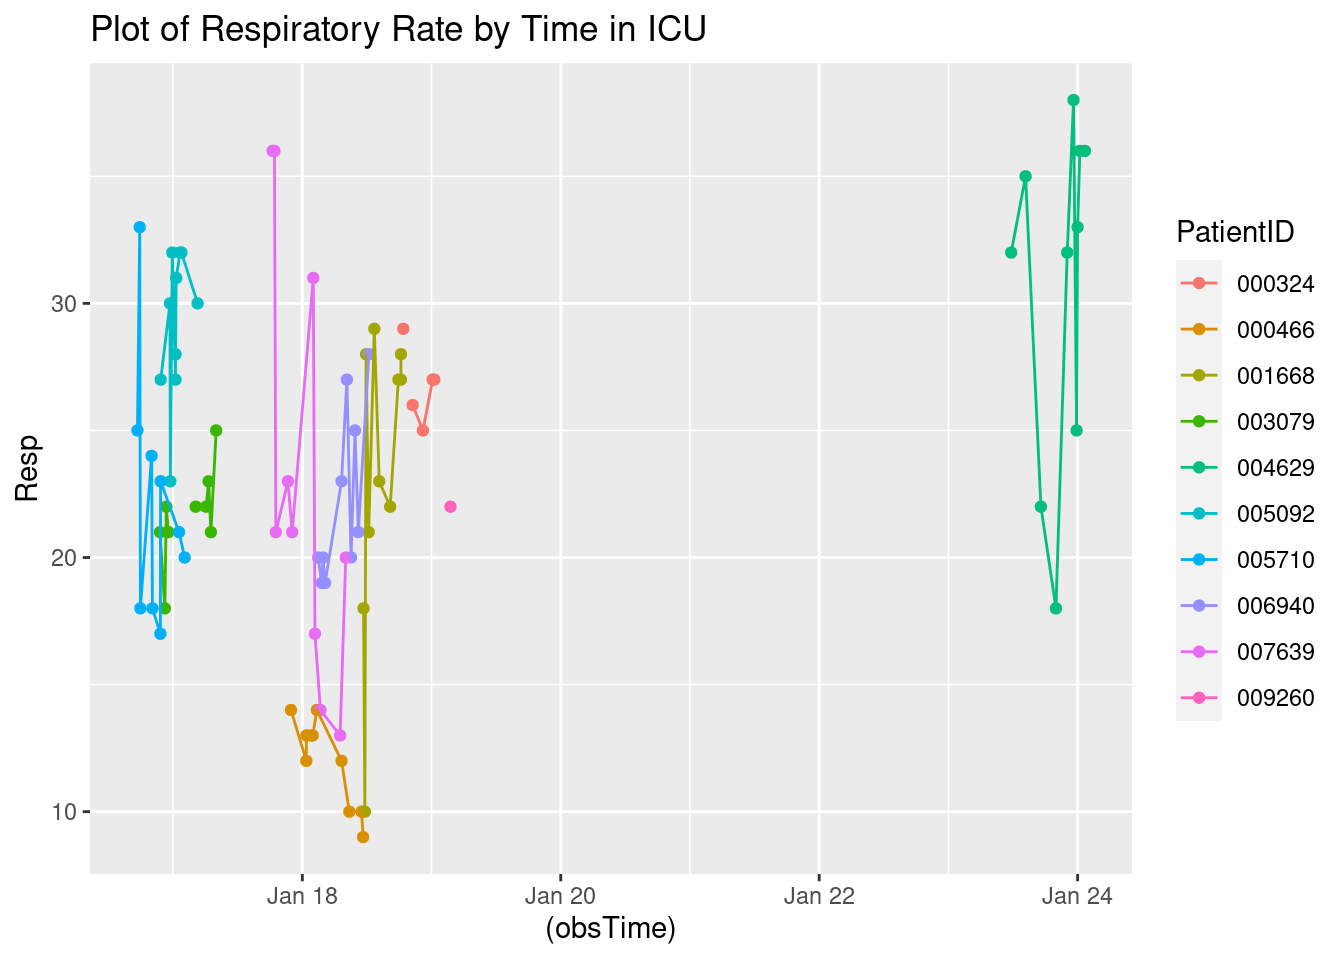 Plot of Respiratory Rate by Time in ICU
Resp
30
20
10
Jan 18
Jan 20
Jan 22
Jan 24
(obsTime)
PatientID
000324
000466
001668
003079
004629
005092
005710
006940
007639
009260